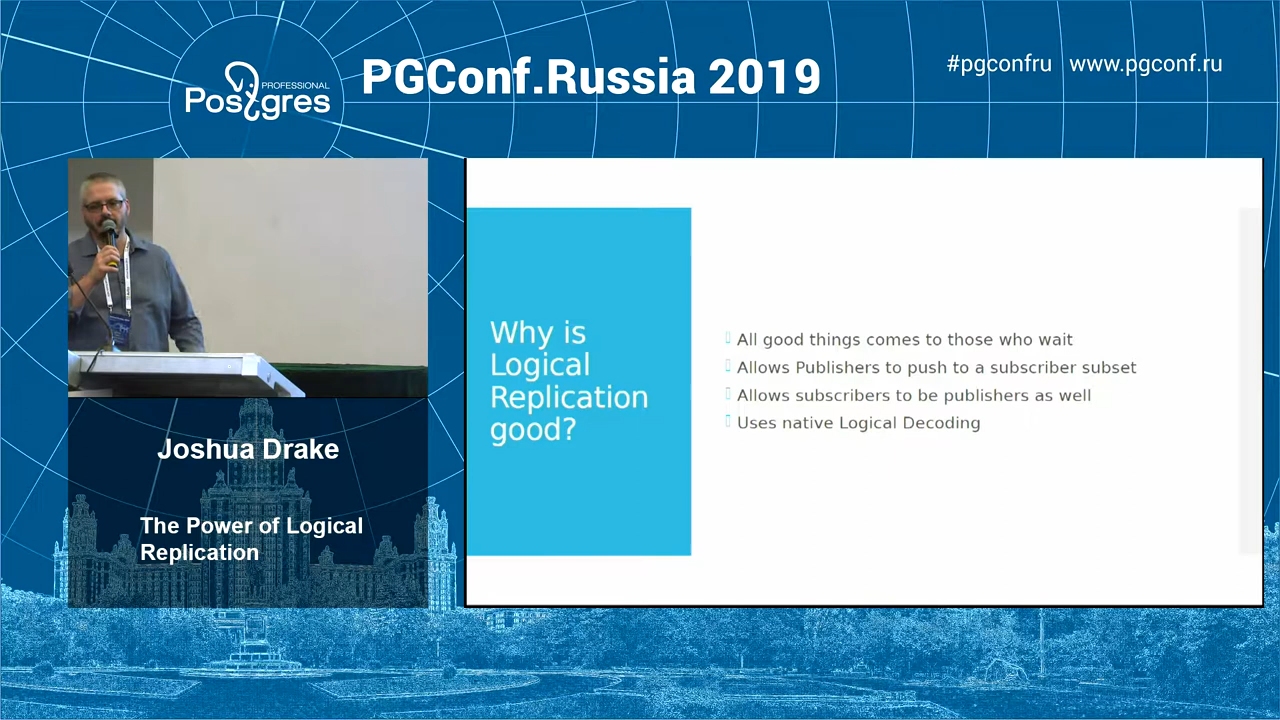 PROFESSIONAL
Postgres
PGConf.Russia 2019
#pgconfru www.pgconf.ru
Joshua Drake
The Power of Logical
Replication
Why is
Logical
Replication
good?
All good things comes to those who wait
Allows Publishers to push to a subscriber subset
Allows subscribers to be publishers as well
Uses native Logical Decoding